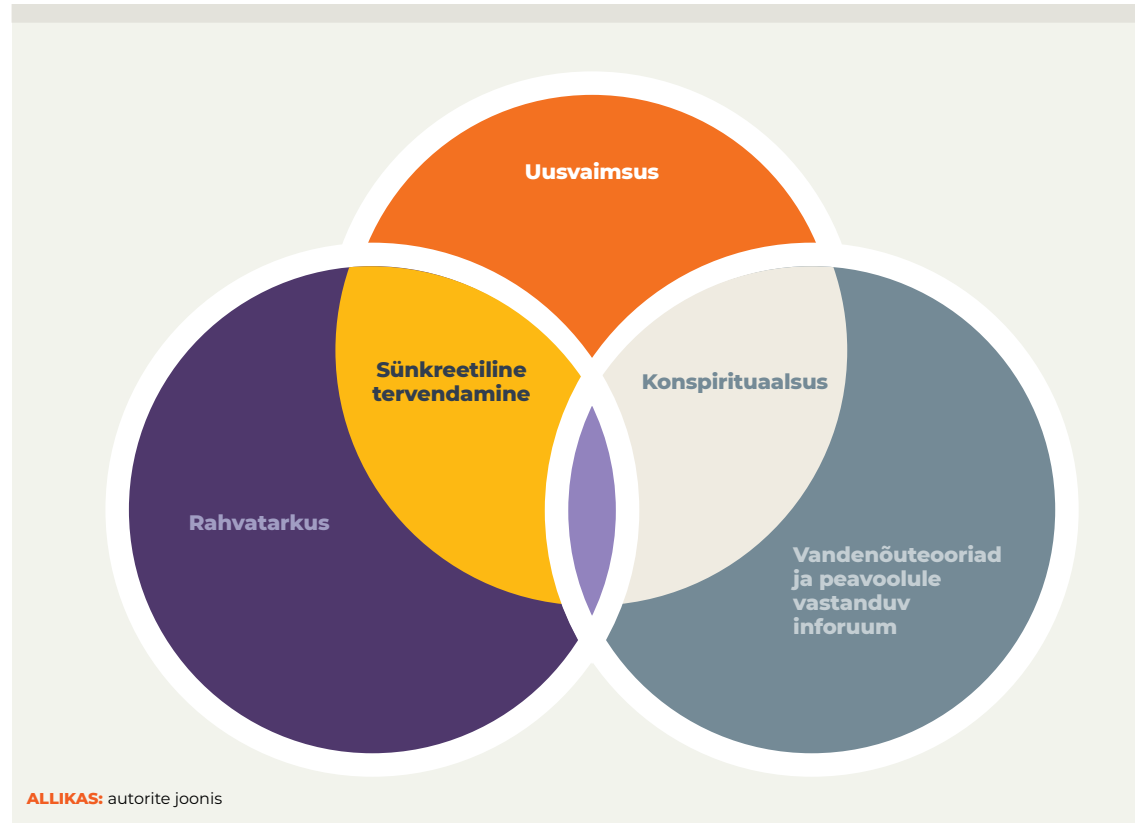 Uusvaimsus
Sünkreetiline
tervendamine
Konspirituaalsus
Rahvatarkus
Vandenõuteooriad
ja peavoolule
vastanduv
inforuum
ALLIKAS: autorite joonis